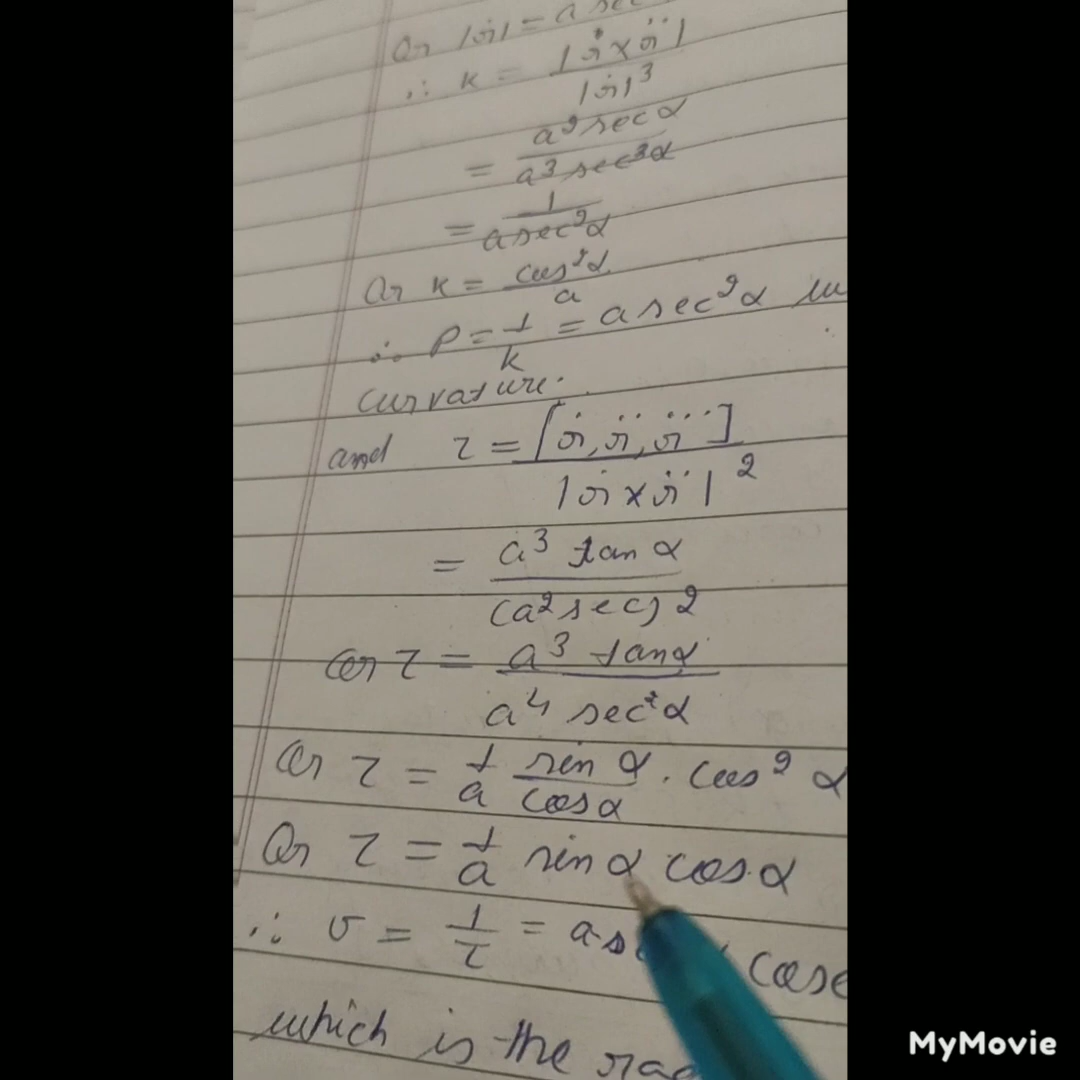 Or |ṙ| = a sec
∴ κ = |ṙ × r̈|
|ṙ|³
= a² sec α
a³ sec³ α
= 1
a sec² α
Or κ = cos² α
a
∴ ρ = 1/k = a sec² α
curvature.
and τ = [ṙ, r̈, r⃛]
|ṙ × r̈|²
= a³ tan α
(a² sec)2
or τ = a³ tan α
a⁴ sec² α
Or τ = 1/a sin α/cos α . cos² α
Or τ = 1/a sin α cos α
∴ σ = 1/τ = a cose
which is the
MyMovie